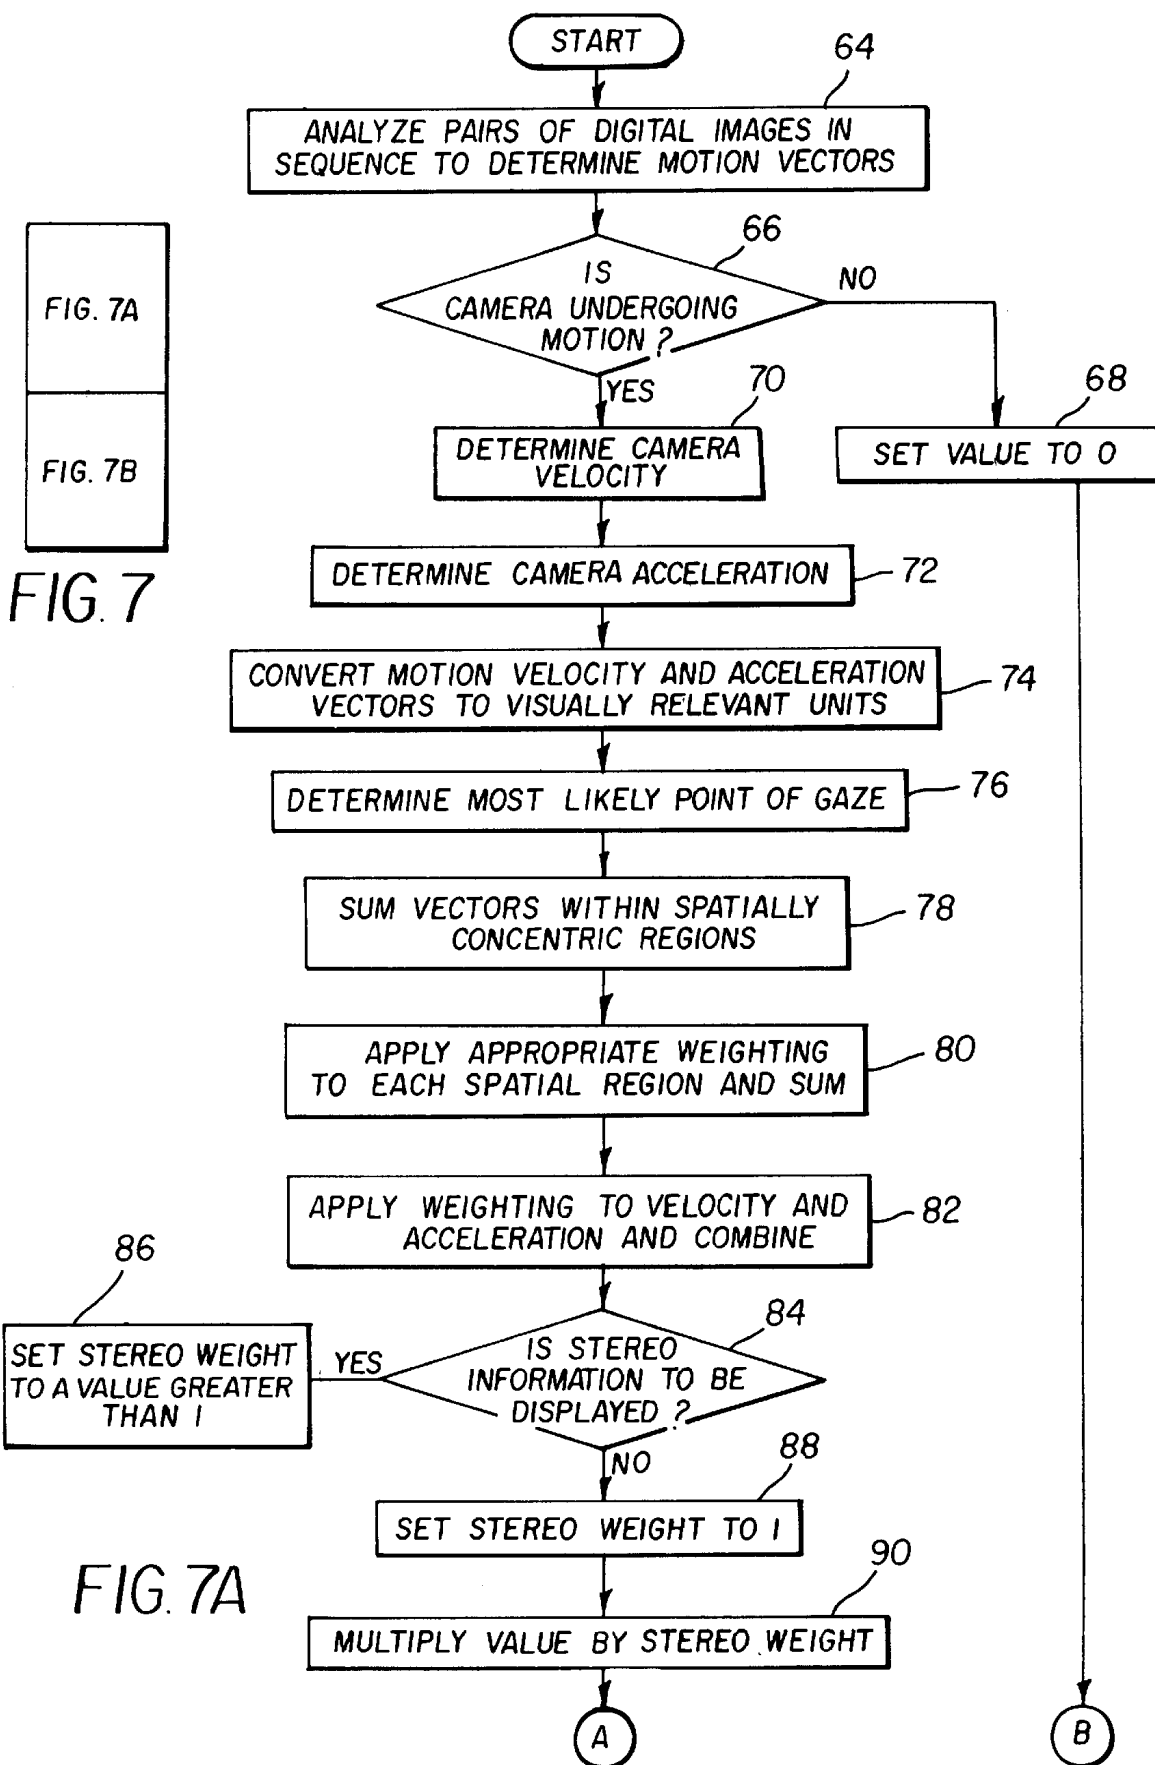 START
64
ANALYZE PAIRS OF DIGITAL IMAGES IN
SEQUENCE TO DETERMINE MOTION VECTORS
66
IS
CAMERA UNDERGOING
MOTION ?
NO
YES
FIG. 7A
FIG. 7B
FIG. 7
70
DETERMINE CAMERA
VELOCITY
68
SET VALUE TO 0
DETERMINE CAMERA ACCELERATION
72
CONVERT MOTION VELOCITY AND ACCELERATION
VECTORS TO VISUALLY RELEVANT UNITS
74
DETERMINE MOST LIKELY POINT OF GAZE
76
SUM VECTORS WITHIN SPATIALLY
CONCENTRIC REGIONS
78
APPLY APPROPRIATE WEIGHTING
TO EACH SPATIAL REGION AND SUM
80
APPLY WEIGHTING TO VELOCITY AND
ACCELERATION AND COMBINE
82
84
IS STEREO
INFORMATION TO BE
DISPLAYED ?
YES
86
SET STEREO WEIGHT
TO A VALUE GREATER
THAN 1
NO
88
SET STEREO WEIGHT TO 1
90
MULTIPLY VALUE BY STEREO WEIGHT
FIG. 7A
A
B